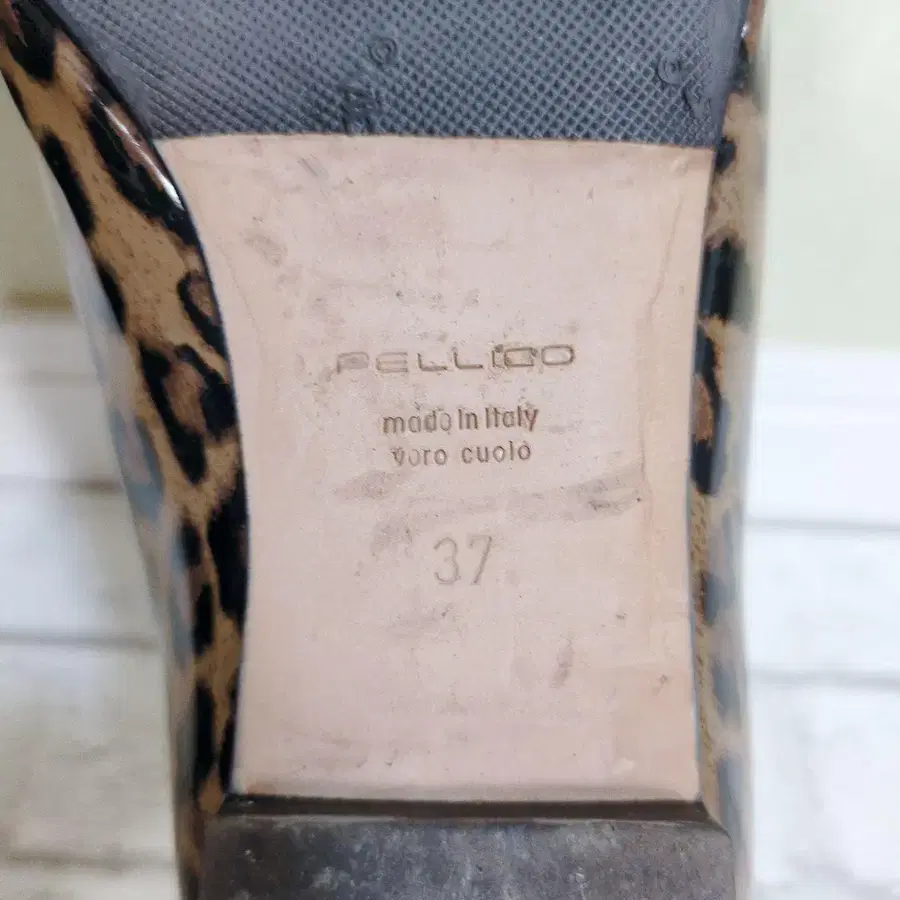 PELLICO
made in Italy
vero cuoio
37